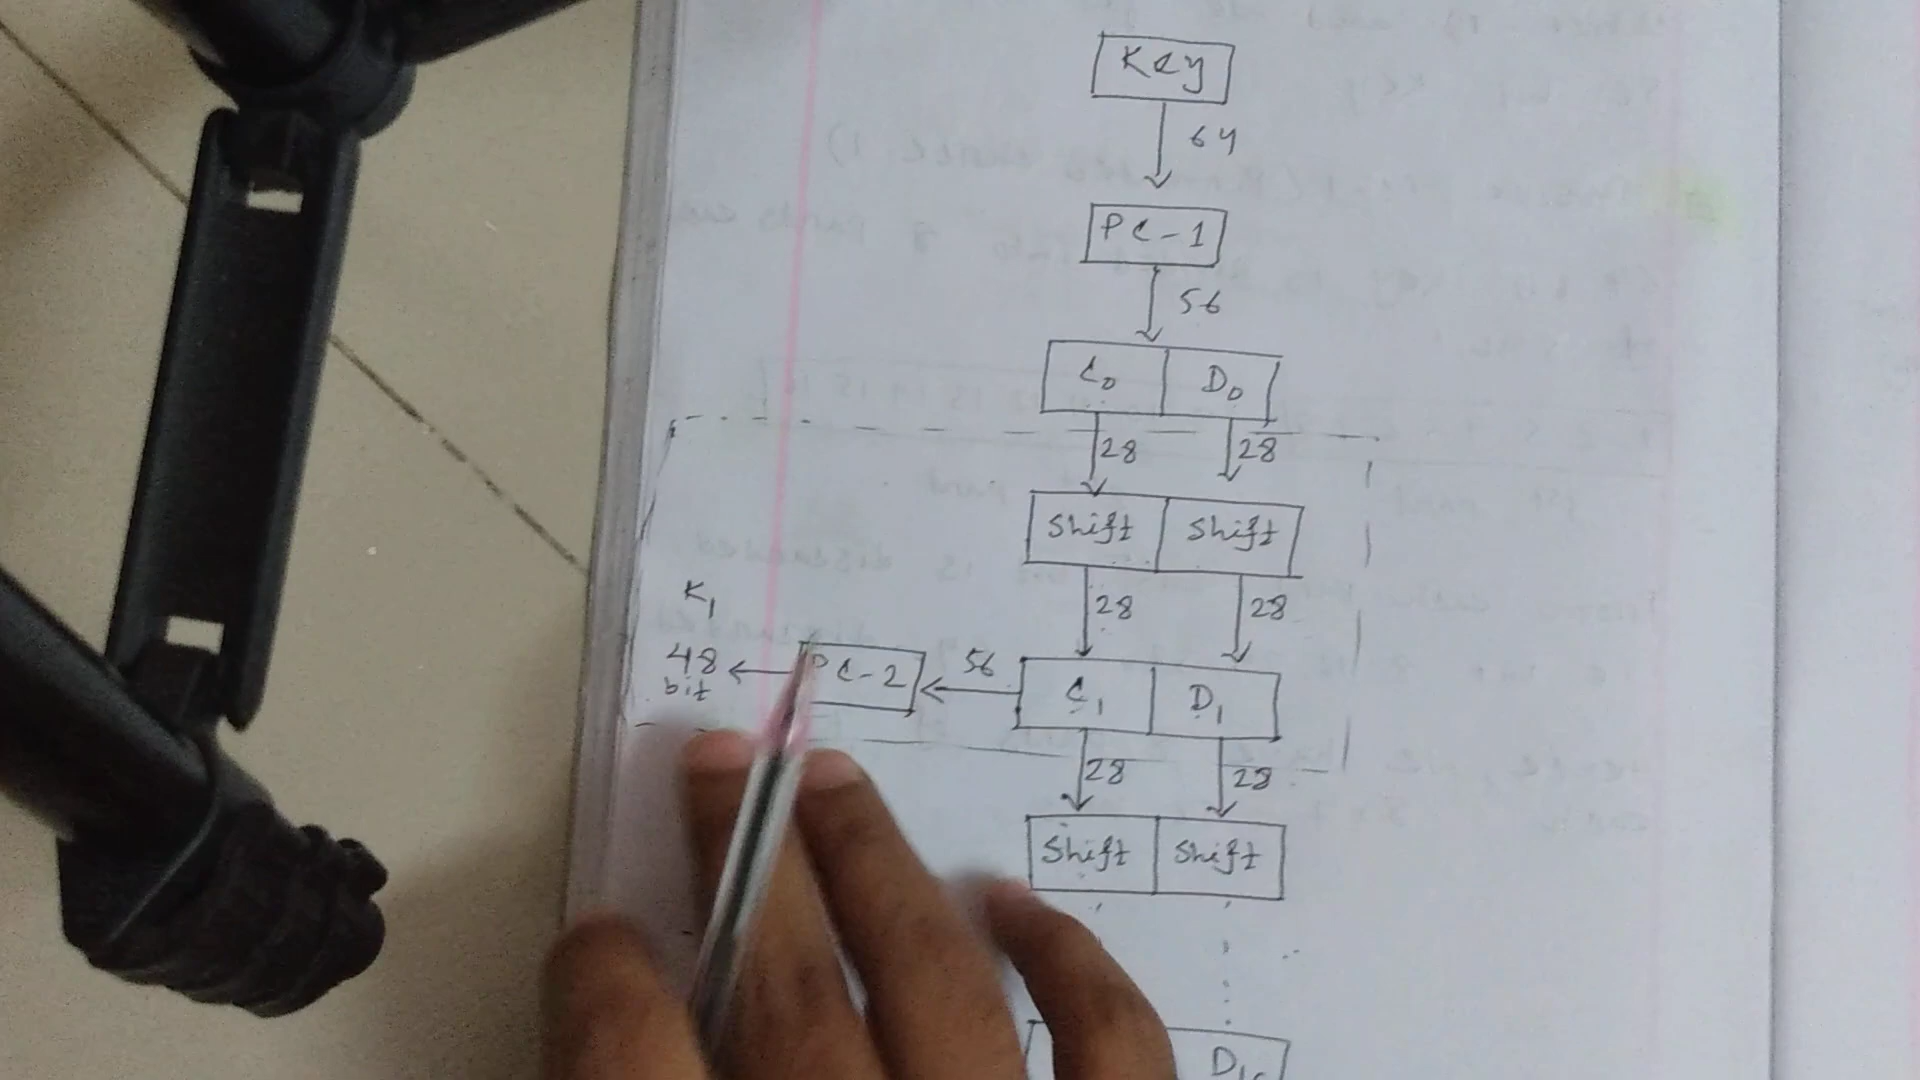 Key
64
PC-1
56
C0 D0
28 28
Shift Shift
K1
28 28
48 bit
PC-2
56
C1 D1
28 28
Shift Shift